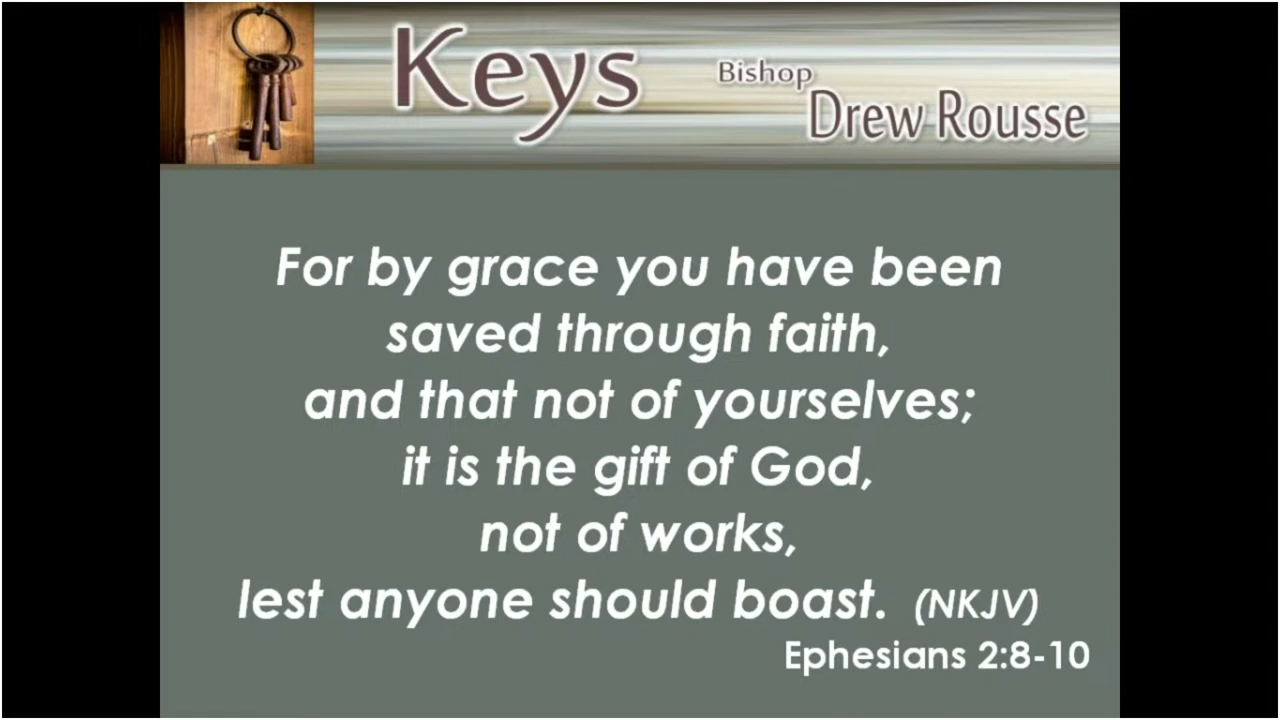 Keys
Bishop
Drew Rousse
For by grace you have been
saved through faith,
and that not of yourselves;
it is the gift of God,
not of works,
lest anyone should boast. (NKJV)
Ephesians 2:8-10